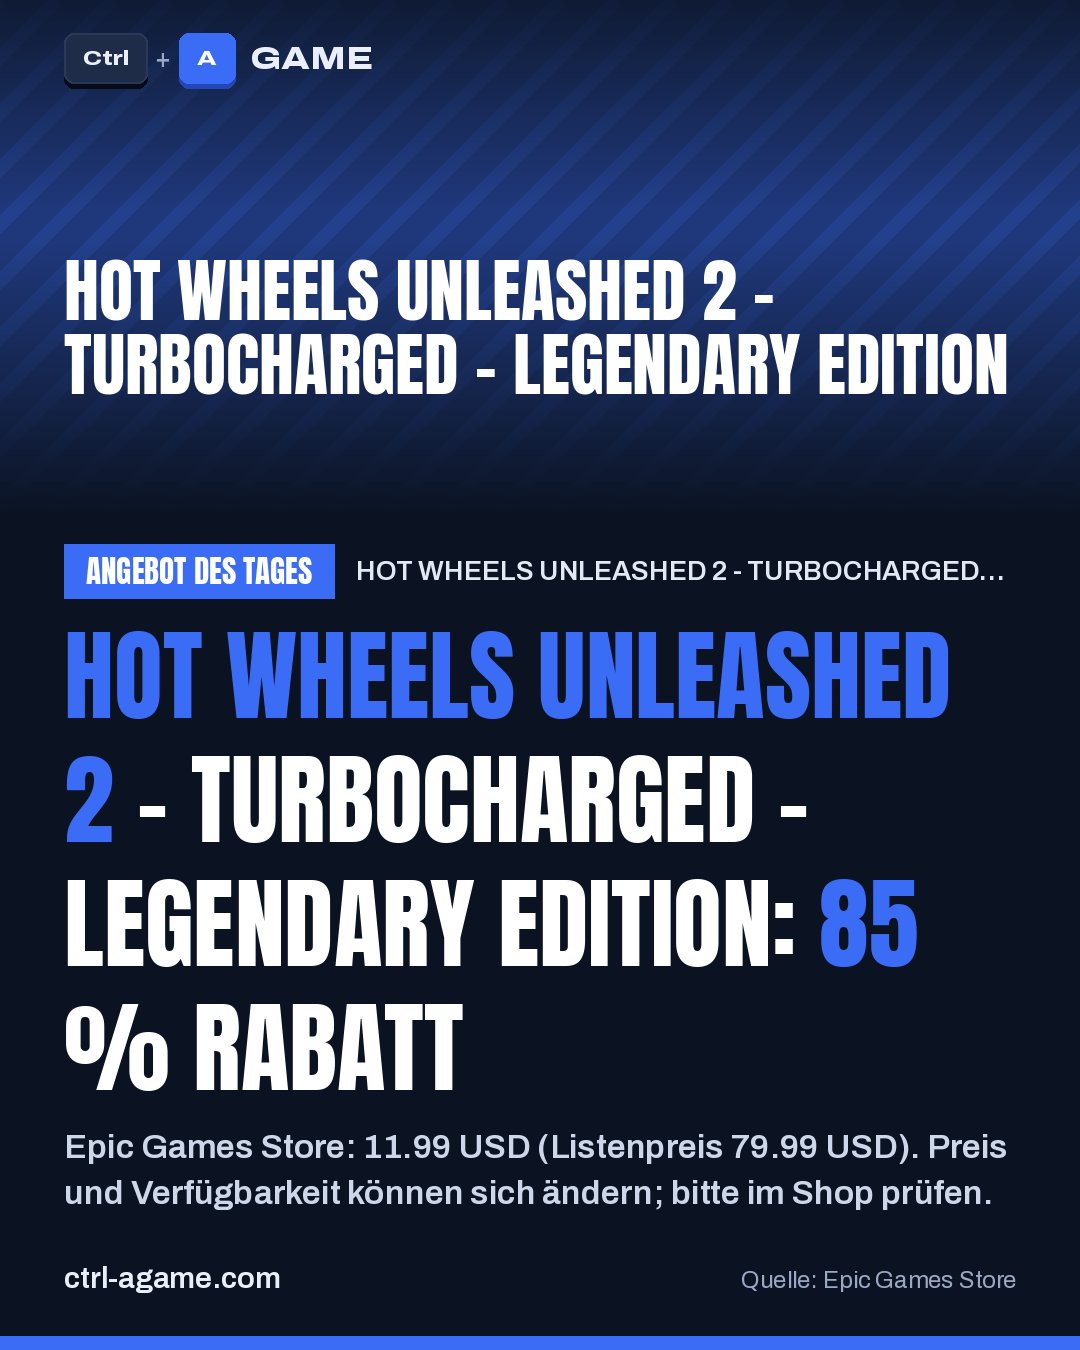 Ctrl + A GAME
HOT WHEELS UNLEASHED 2 -
TURBOCHARGED - LEGENDARY EDITION
ANGEBOT DES TAGES HOT WHEELS UNLEASHED 2 - TURBOCHARGED...
HOT WHEELS UNLEASHED
2 - TURBOCHARGED -
LEGENDARY EDITION: 85
% RABATT
Epic Games Store: 11.99 USD (Listenpreis 79.99 USD). Preis
und Verfügbarkeit können sich ändern; bitte im Shop prüfen.
ctrl-agame.com Quelle: Epic Games Store